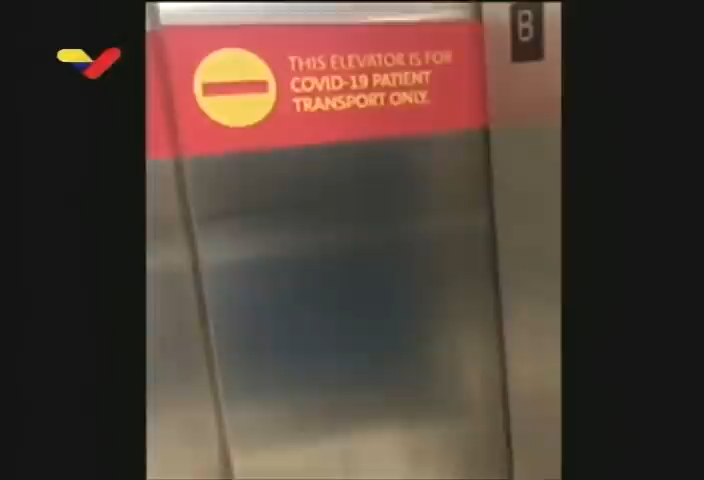 THIS ELEVATOR IS FOR
COVID-19 PATIENT
TRANSPORT ONLY.
B